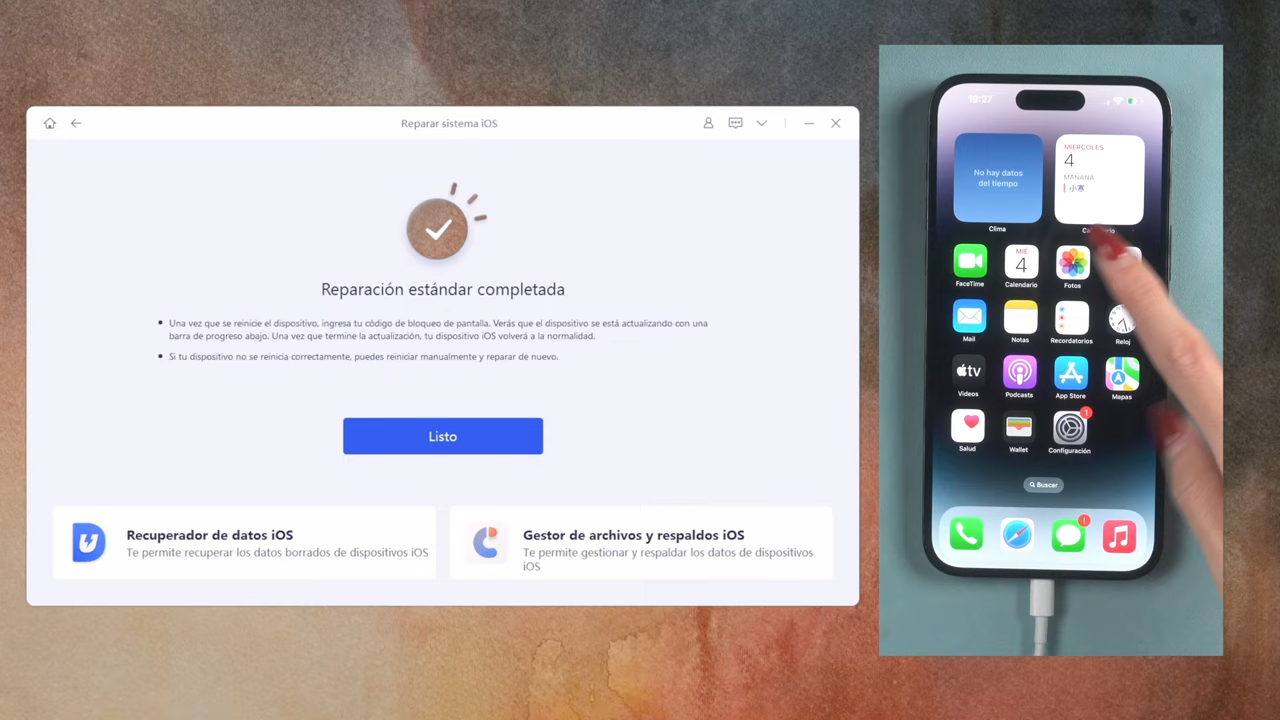 Reparar sistema iOS
Reparación estándar completada
Una vez que se reinicie el dispositivo, ingresa tu código de bloqueo de pantalla. Verás que el dispositivo se está actualizando con una
barra de progreso abajo. Una vez que termine la actualización, tu dispositivo iOS volverá a la normalidad.
Si tu dispositivo no se reinicia correctamente, puedes reiniciar manualmente y reparar de nuevo.
Listo
Recuperador de datos iOS
Te permite recuperar los datos borrados de dispositivos iOS
Gestor de archivos y respaldos iOS
Te permite gestionar y respaldar los datos de dispositivos
iOS
19:27
No hay datos
del tiempo
Clima
MIÉRCOLES
4
MAÑANA
小寒
FaceTime
MIÉ
4
Calendario
Fotos
Mail
Notas
Recordatorios
Reloj
tv
Videos
Podcasts
App Store
Mapas
Salud
Wallet
1
Configuración
Buscar
1